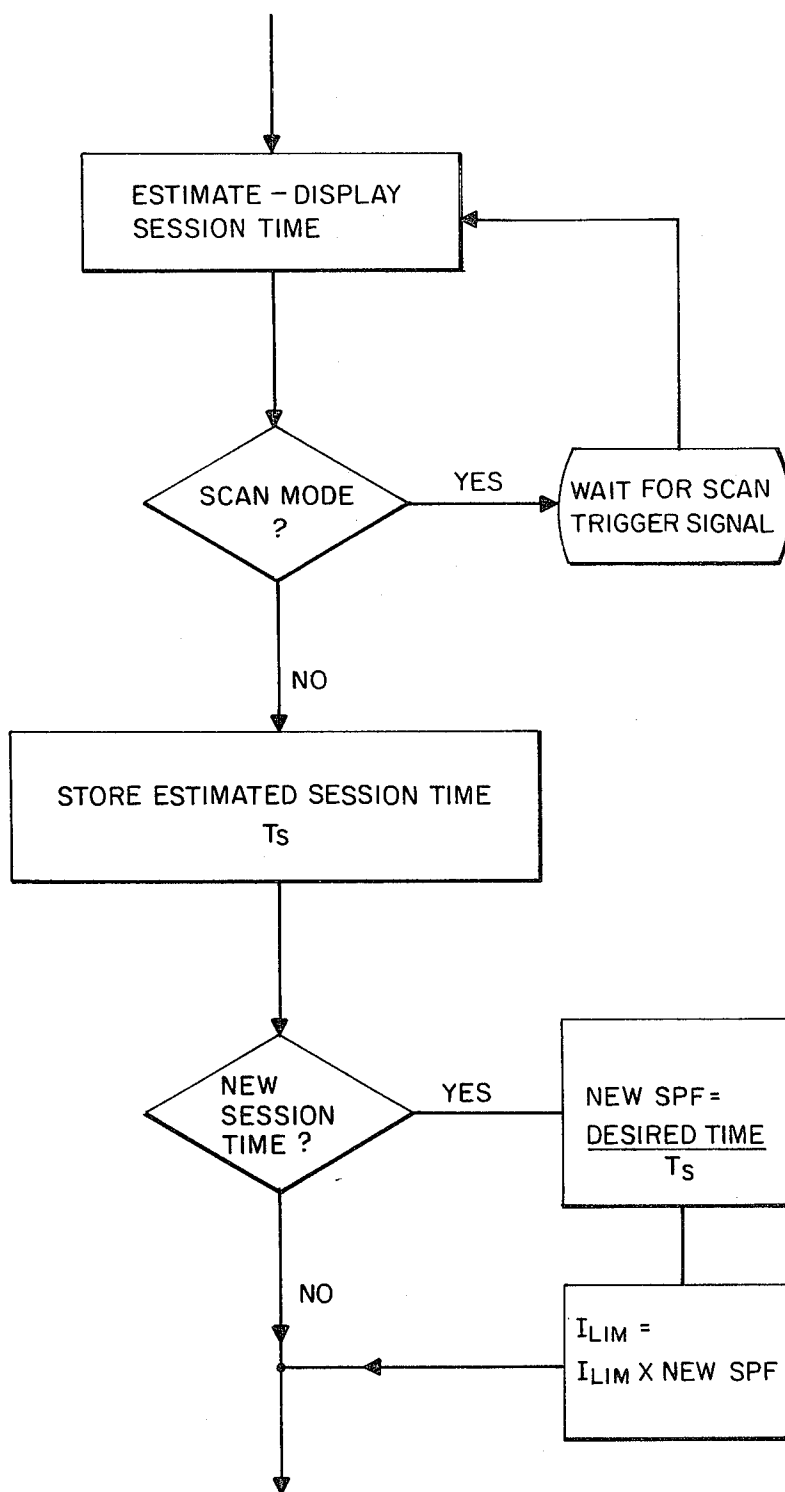 ESTIMATE – DISPLAY
SESSION TIME
SCAN MODE
?
YES
WAIT FOR SCAN
TRIGGER SIGNAL
NO
STORE ESTIMATED SESSION TIME
TS
NEW
SESSION
TIME ?
YES
NEW SPF =
DESIRED TIME
TS
NO
ILIM =
ILIM X NEW SPF